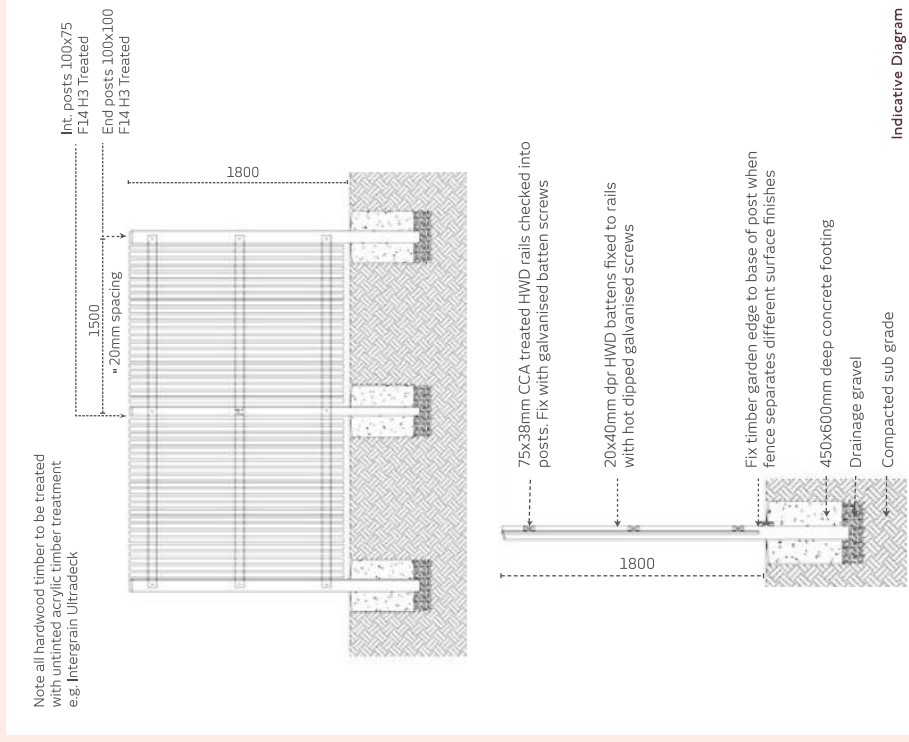 Note all hardwood timber to be treated
with untinted acrylic timber treatment
e.g. Intergrain Ultradeck
Int. posts 100x75
F14 H3 Treated
End posts 100x100
F14 H3 Treated
1500
20mm spacing
1800
75x38mm CCA treated HWD rails checked into
posts. Fix with galvanised batten screws
20x40mm dpr HWD battens fixed to rails
with hot dipped galvanised screws
Fix timber garden edge to base of post when
fence separates different surface finishes
450x600mm deep concrete footing
Drainage gravel
Compacted sub grade
1800
Indicative Diagram